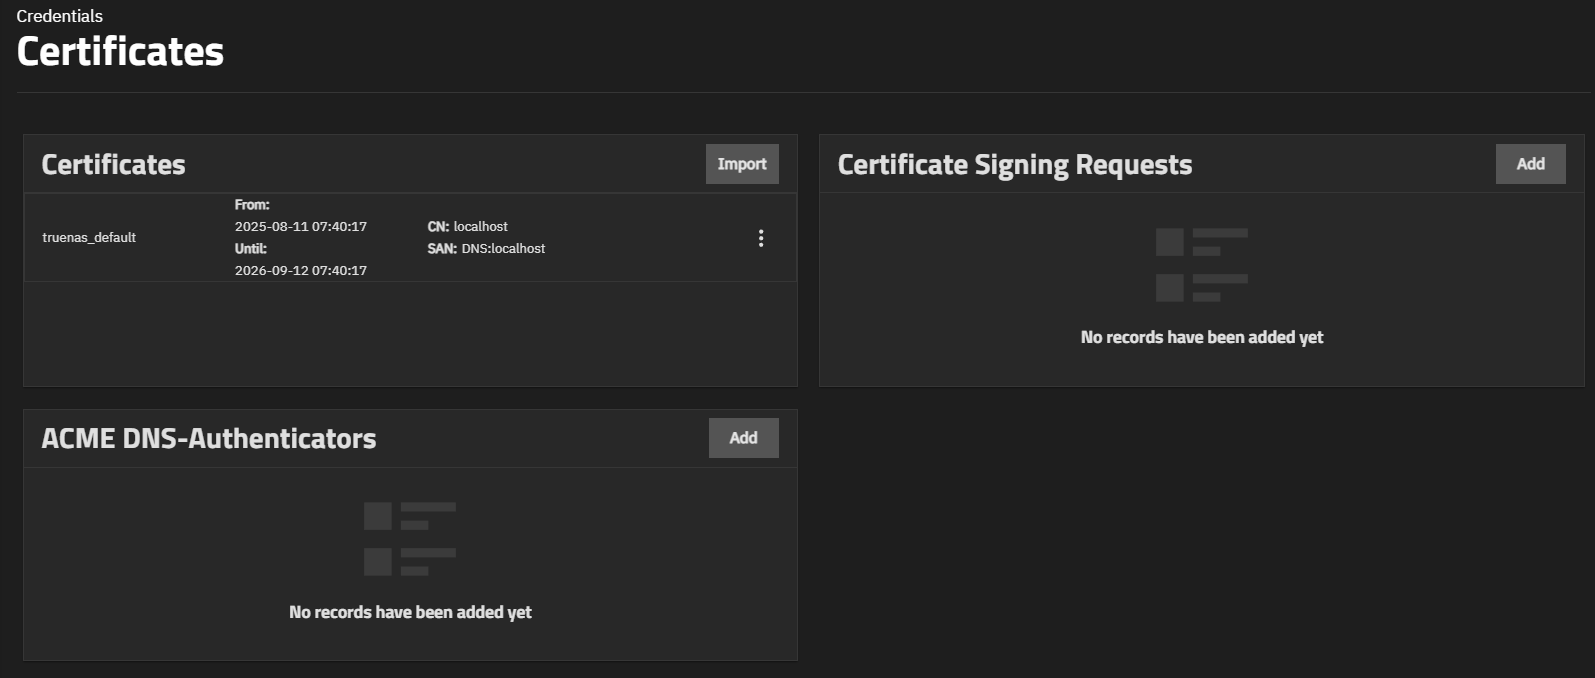 Credentials
Certificates
Certificates
Import
truenas_default
From:
2025-08-11 07:40:17
Until:
2026-09-12 07:40:17
CN: localhost
SAN: DNS:localhost
Certificate Signing Requests
Add
No records have been added yet
ACME DNS-Authenticators
Add
No records have been added yet